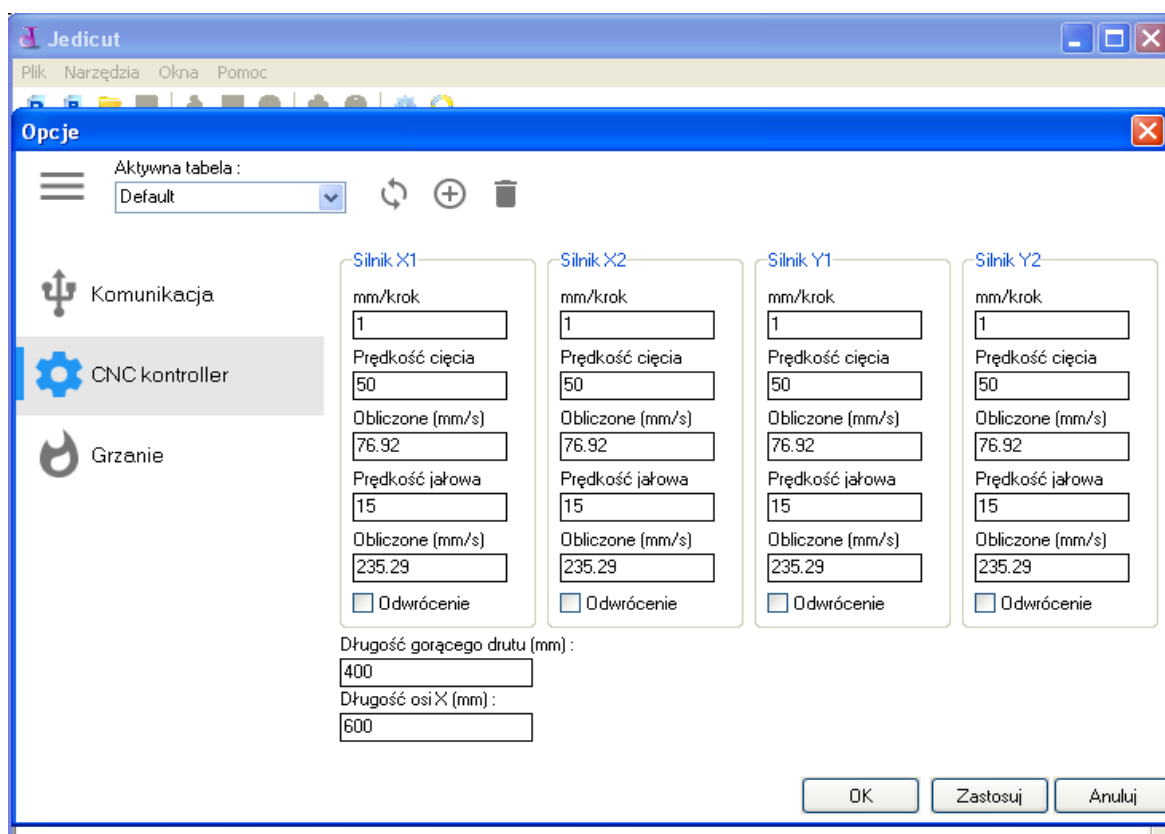 Jedicut
Plik Narzędzia Okna Pomoc
Opcje
Aktywna tabela :
Default
Komunikacja
CNC kontroller
Grzanie
Silnik X1
mm/krok
1
Prędkość cięcia
50
Obliczone (mm/s)
76.92
Prędkość jałowa
15
Obliczone (mm/s)
235.29
Odwrócenie
Silnik X2
mm/krok
1
Prędkość cięcia
50
Obliczone (mm/s)
76.92
Prędkość jałowa
15
Obliczone (mm/s)
235.29
Odwrócenie
Silnik Y1
mm/krok
1
Prędkość cięcia
50
Obliczone (mm/s)
76.92
Prędkość jałowa
15
Obliczone (mm/s)
235.29
Odwrócenie
Silnik Y2
mm/krok
1
Prędkość cięcia
50
Obliczone (mm/s)
76.92
Prędkość jałowa
15
Obliczone (mm/s)
235.29
Odwrócenie
Długość gorącego drutu (mm) :
400
Długość osi X (mm) :
600
OK Zastosuj Anuluj